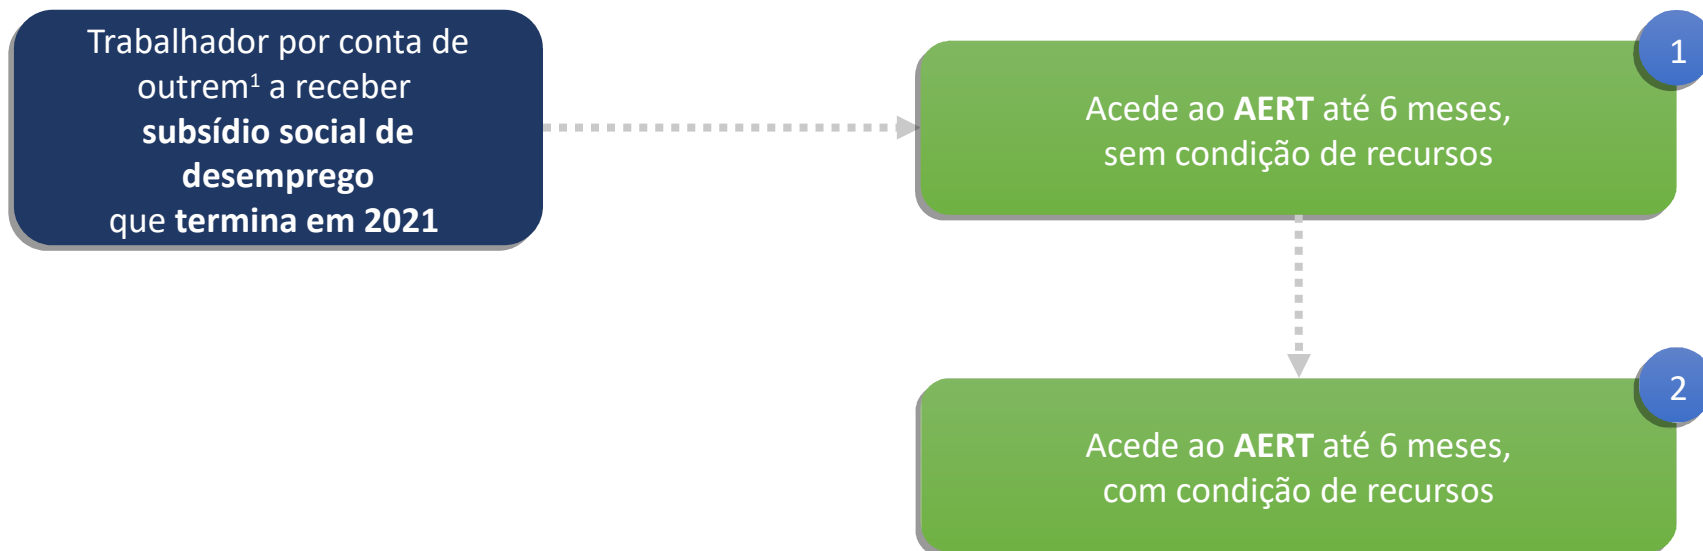 Trabalhador por conta de
outrem¹ a receber
subsídio social de
desemprego
que termina em 2021
1
Acede ao AERT até 6 meses,
sem condição de recursos
2
Acede ao AERT até 6 meses,
com condição de recursos